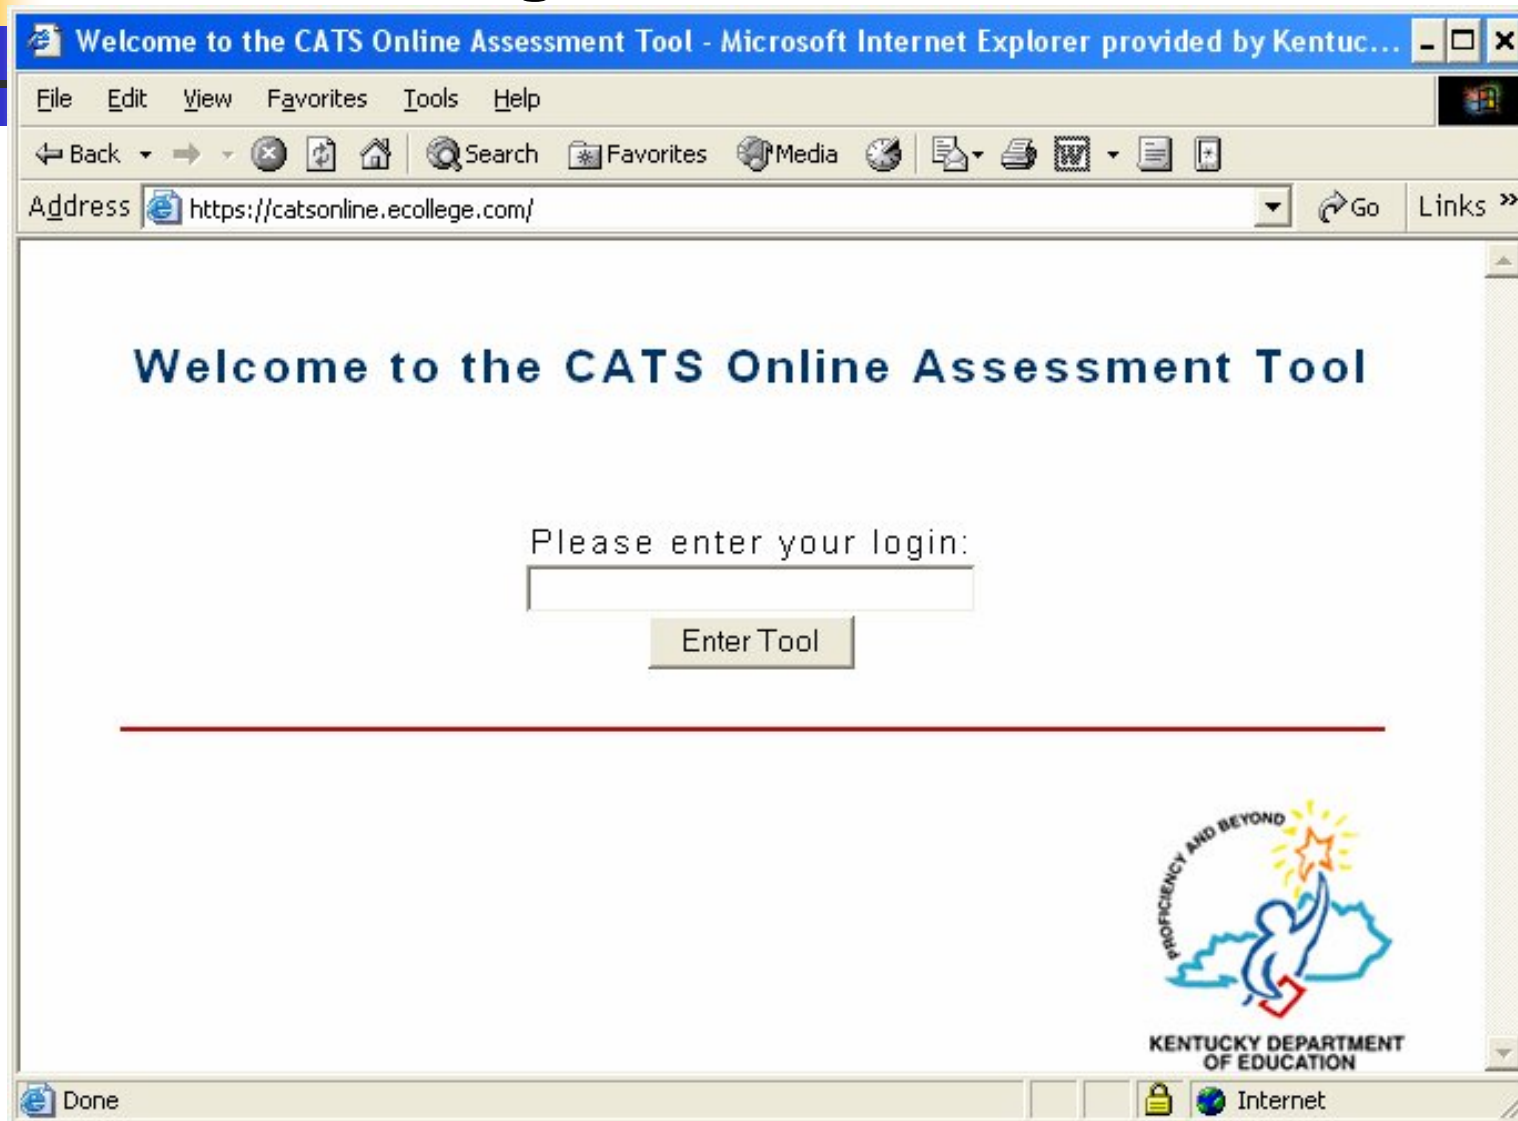 Welcome to the CATS Online Assessment Tool - Microsoft Internet Explorer provided by Kentuc...
File Edit View Favorites Tools Help
Back Search Favorites Media
Address https://catsonline.ecollege.com/ Go Links »
Welcome to the CATS Online Assessment Tool
Please enter your login:
Enter Tool
PROFICIENCY AND BEYOND
KENTUCKY DEPARTMENT
OF EDUCATION
Done Internet